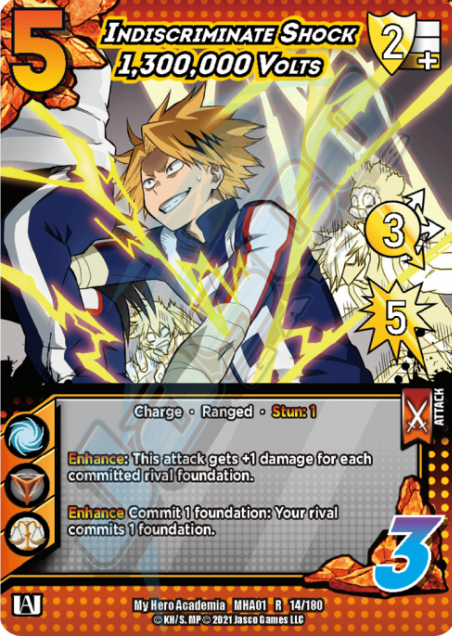 5
INDISCRIMINATE SHOCK
1,300,000 VOLTS
2
+
3
5
ATTACK
Charge • Ranged • Stun: 1
Enhance: This attack gets +1 damage for each
committed rival foundation.
Enhance Commit 1 foundation: Your rival
commits 1 foundation.
3
UA
My Hero Academia MHA01 R 14/180
© KH/S. MP © 2021 Jasco Games LLC